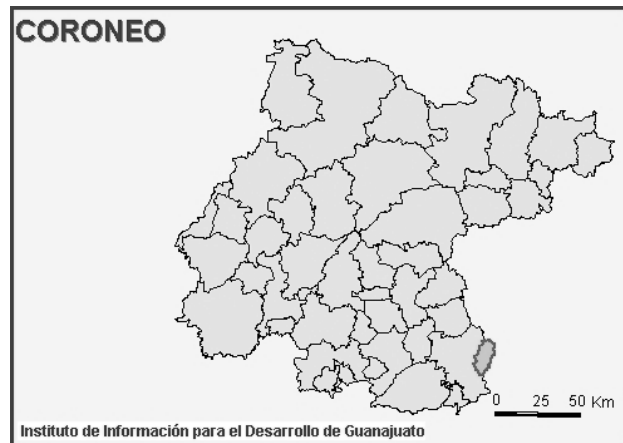 CORONEO
0 25 50 Km
Instituto de Información para el Desarrollo de Guanajuato